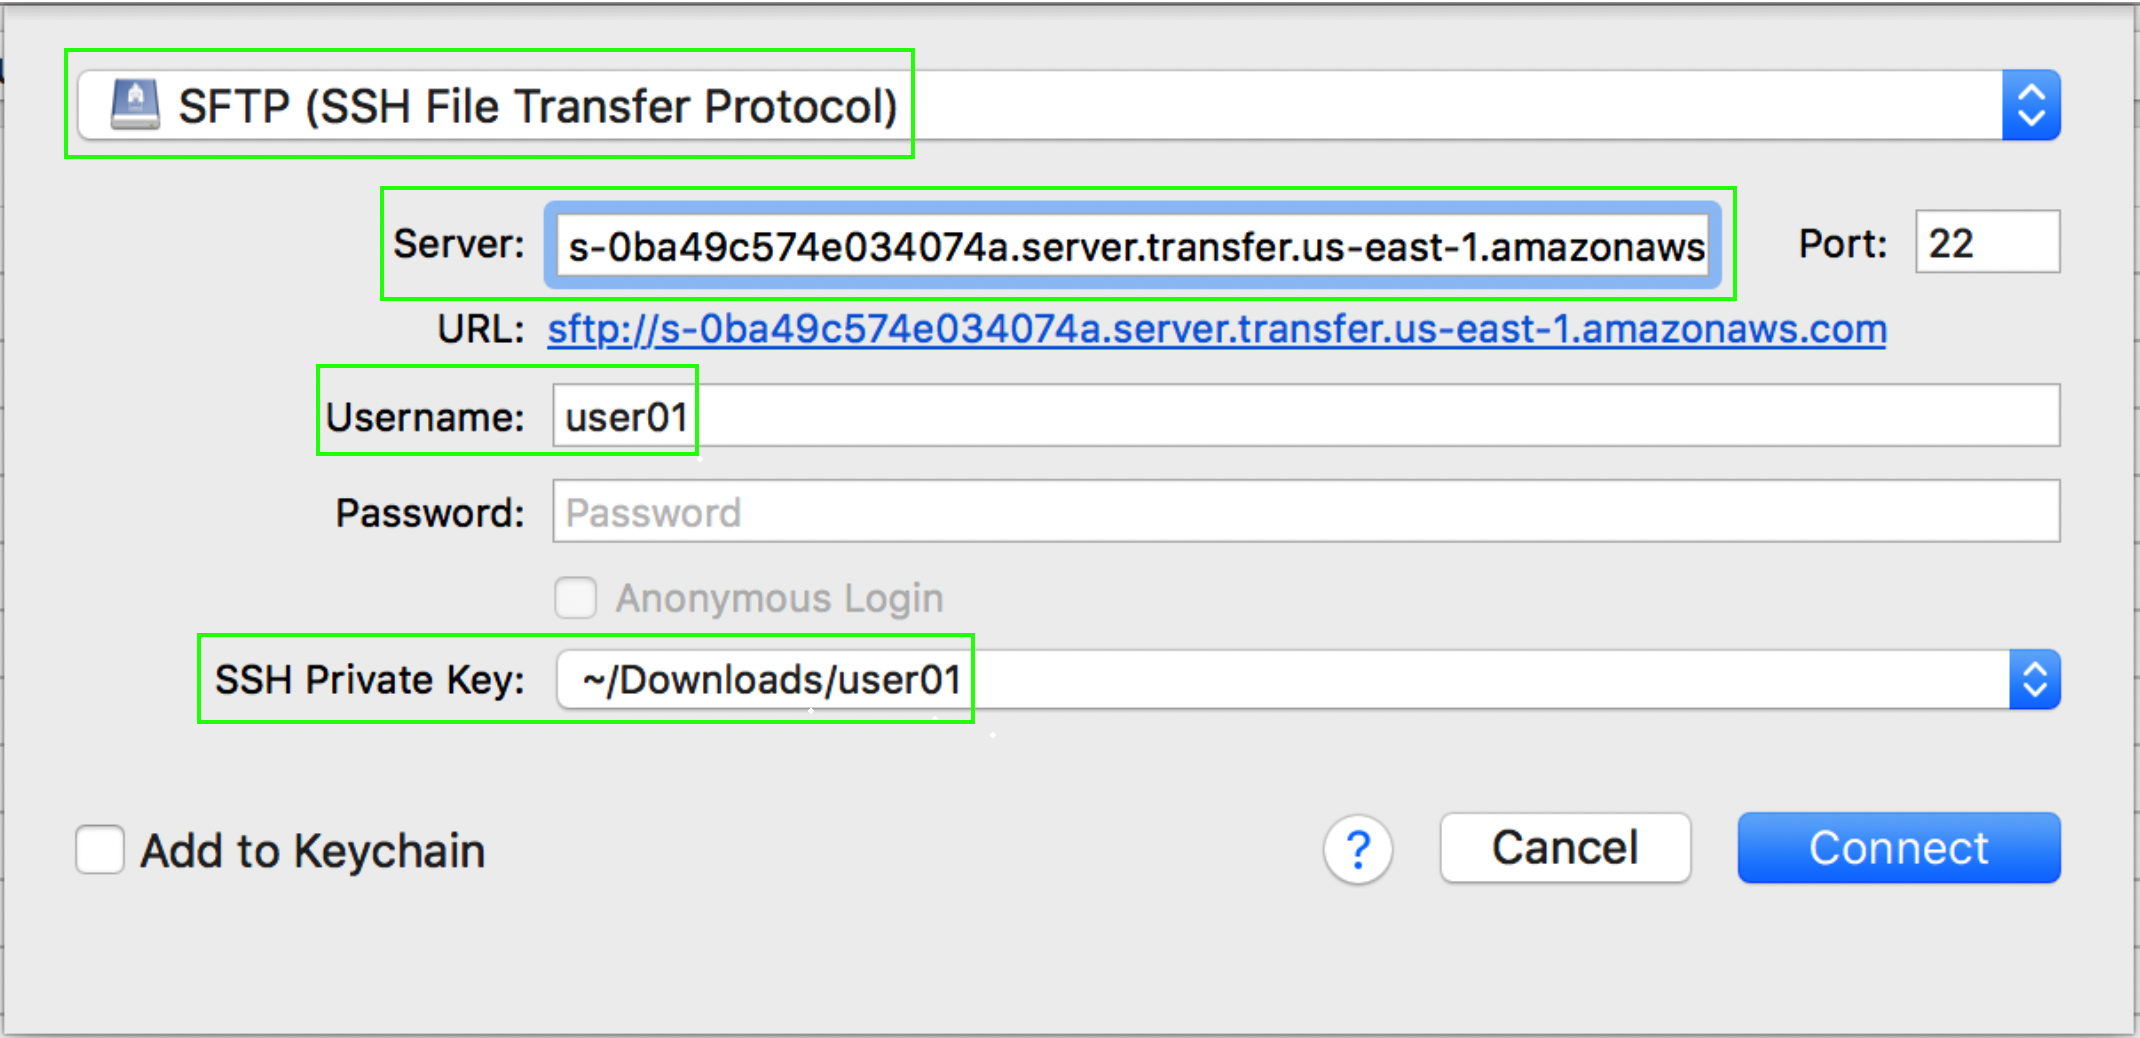 SFTP (SSH File Transfer Protocol)
Server: s-0ba49c574e034074a.server.transfer.us-east-1.amazonaws Port: 22
URL: sftp://s-0ba49c574e034074a.server.transfer.us-east-1.amazonaws.com
Username: user01
Password: Password
Anonymous Login
SSH Private Key: ~/Downloads/user01
Add to Keychain ? Cancel Connect